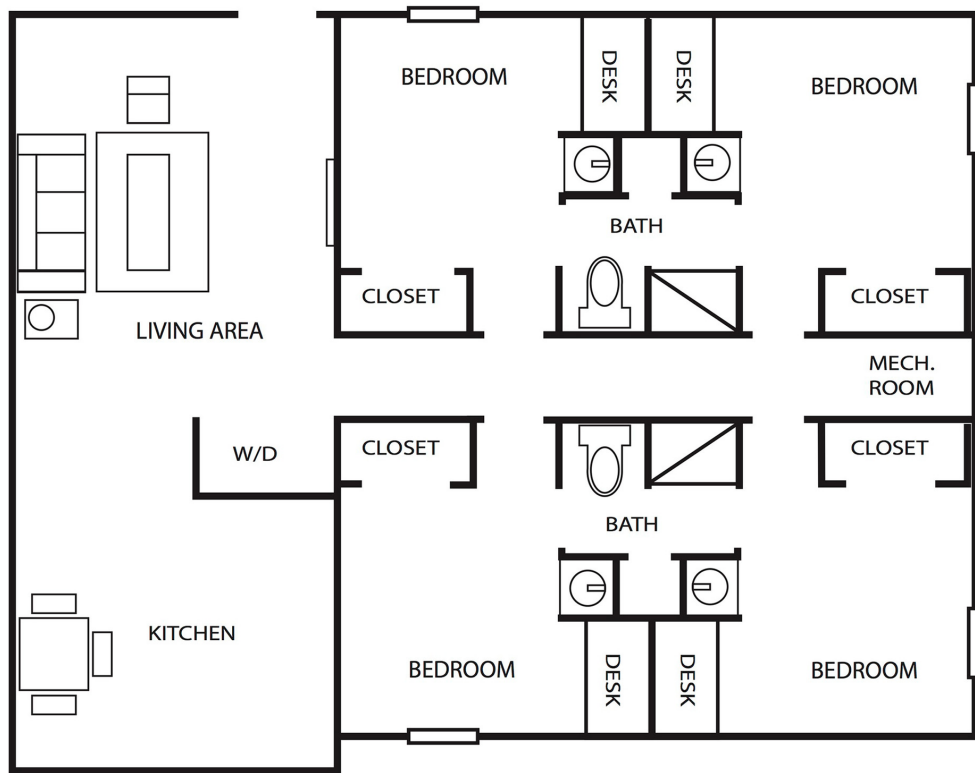 BEDROOM
DESK
DESK
BEDROOM
BATH
CLOSET
CLOSET
LIVING AREA
MECH.
ROOM
W/D
CLOSET
CLOSET
BATH
KITCHEN
BEDROOM
DESK
DESK
BEDROOM